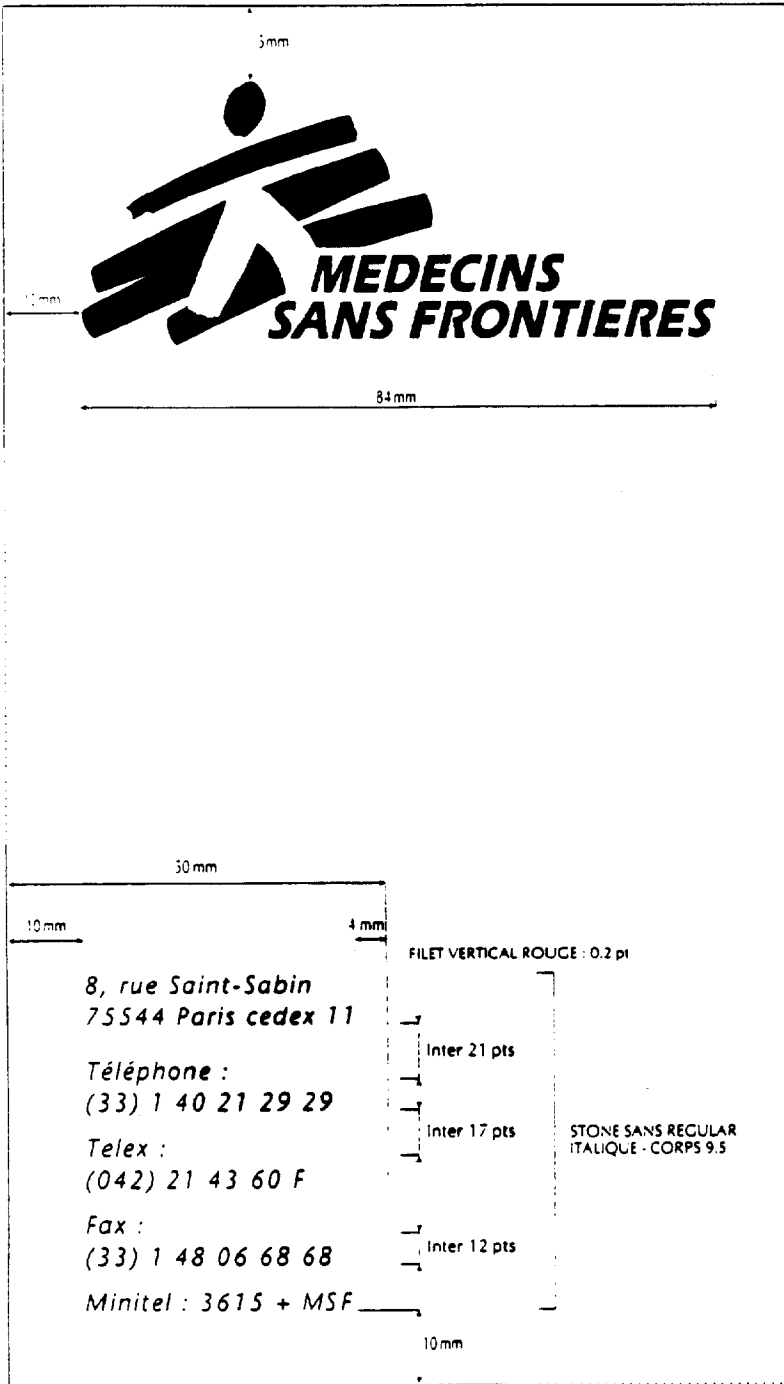 5mm
MEDECINS
SANS FRONTIERES
10mm
84mm
50mm
10mm
4mm
FILET VERTICAL ROUGE : 0.2 pt
8, rue Saint-Sabin
75544 Paris cedex 11
Inter 21 pts
Téléphone :
(33) 1 40 21 29 29
Inter 17 pts
STONE SANS REGULAR
ITALIQUE - CORPS 9.5
Telex :
(042) 21 43 60 F
Fax :
(33) 1 48 06 68 68
Inter 12 pts
Minitel : 3615 + MSF
10mm